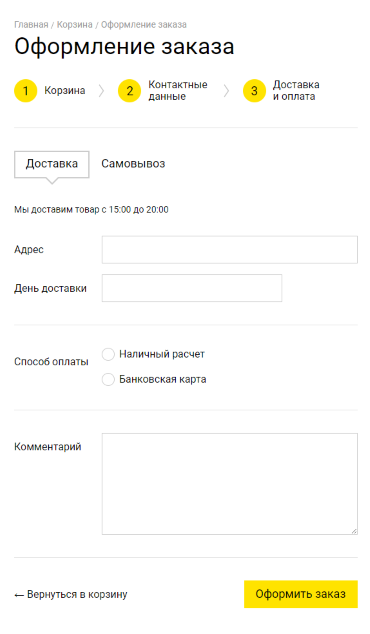 Главная / Корзина / Оформление заказа
Оформление заказа
1 Корзина 2 Контактные данные 3 Доставка и оплата
Доставка Самовывоз
Мы доставим товар с 15:00 до 20:00
Адрес
День доставки
Способ оплаты
Наличный расчет
Банковская карта
Комментарий
← Вернуться в корзину Оформить заказ